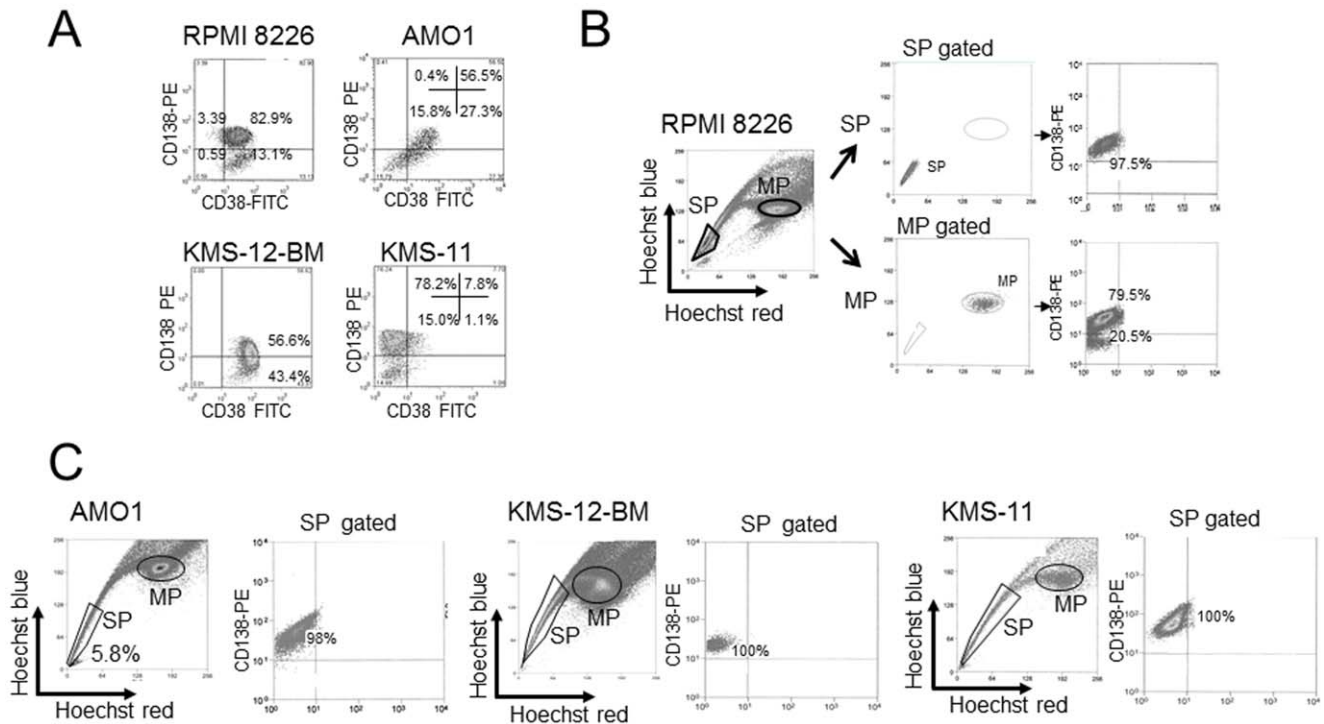 A
RPMI 8226
CD138-PE
3.39
82.9%
0.59
13.1%
CD38-FITC
AMO1
CD138 PE
0.4%
56.5%
15.8%
27.3%
CD38 FITC
KMS-12-BM
CD138 PE
56.6%
43.4%
CD38 FITC
KMS-11
CD138 PE
78.2%
7.8%
15.0%
1.1%
CD38 FITC
B
RPMI 8226
Hoechst blue
SP
MP
Hoechst red
SP
SP gated
SP
CD138-PE
97.5%
MP
MP gated
MP
CD138-PE
79.5%
20.5%
C
AMO1
Hoechst blue
SP
MP
5.8%
Hoechst red
SP gated
CD138-PE
98%
KMS-12-BM
Hoechst blue
SP
MP
Hoechst red
SP gated
CD138-PE
100%
KMS-11
Hoechst blue
SP
MP
Hoechst red
SP gated
CD138-PE
100%